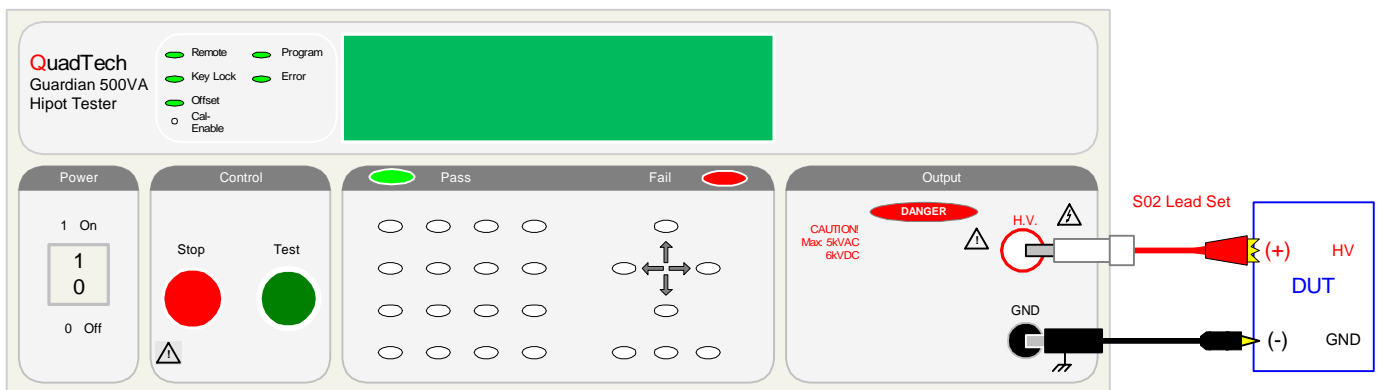 QuadTech
Guardian 500VA
Hipot Tester
Remote
Program
Key Lock
Error
Offset
Cal-
Enable
Power
Control
Pass
Fail
Output
1 On
1
0
0 Off
Stop
Test
DANGER
CAUTION!
Max 5kVAC
6kVDC
H.V.
GND
S02 Lead Set
(+)
HV
DUT
(-)
GND